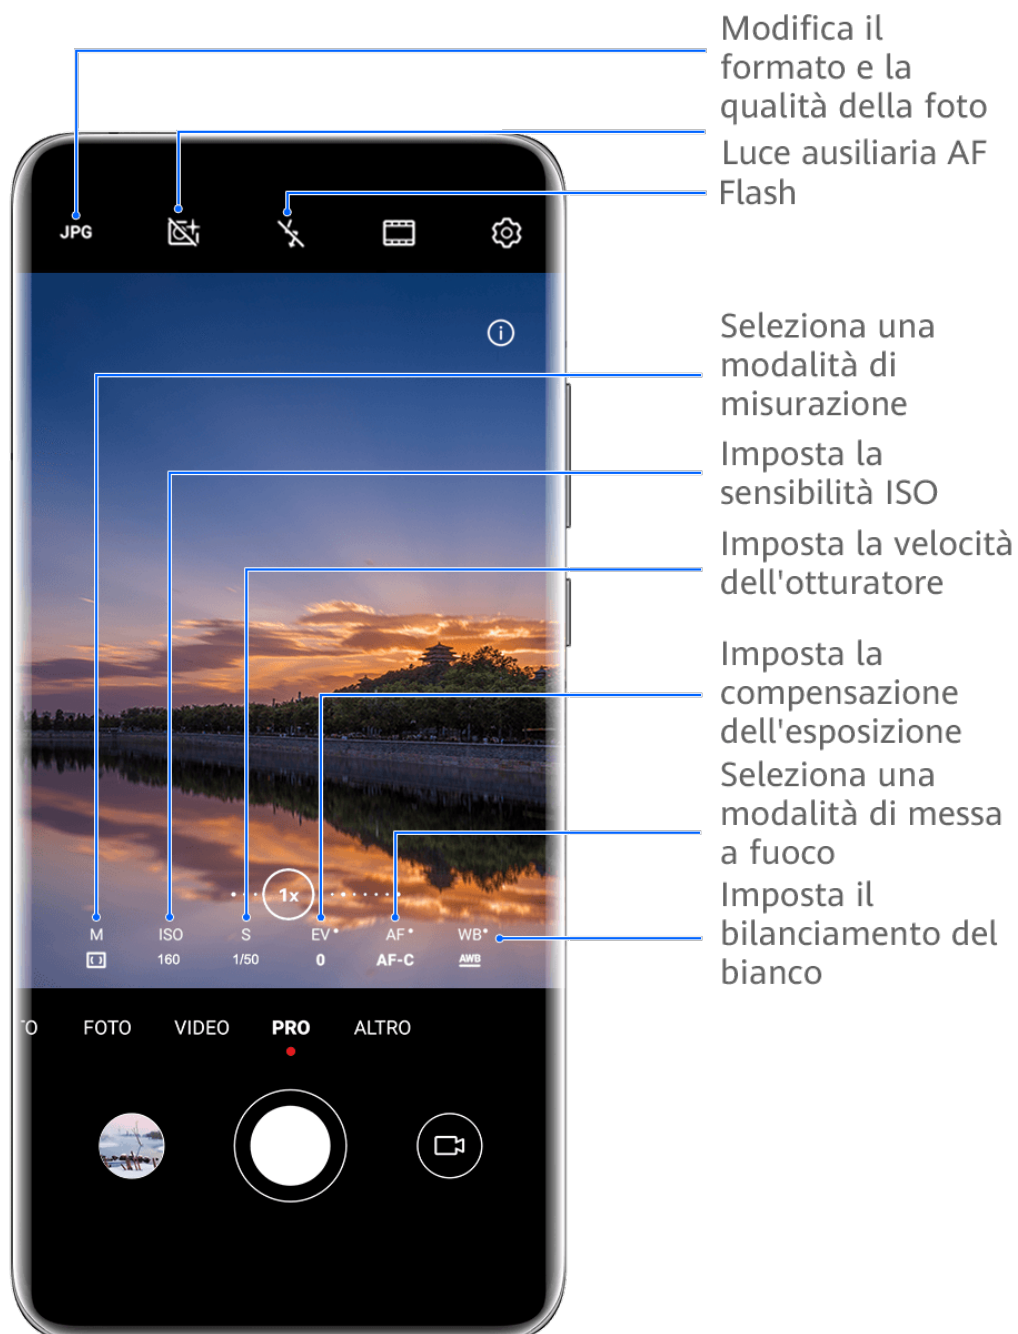 Modifica il
formato e la
qualità della foto
Luce ausiliaria AF
Flash
JPG
Seleziona una
modalità di
misurazione
Imposta la
sensibilità ISO
Imposta la velocità
dell'otturatore
Imposta la
compensazione
dell'esposizione
Seleziona una
modalità di messa
a fuoco
Imposta il
bilanciamento del
bianco
1x
M ISO S EV AF WB
160 1/50 0 AF-C AWB
TO FOTO VIDEO PRO ALTRO